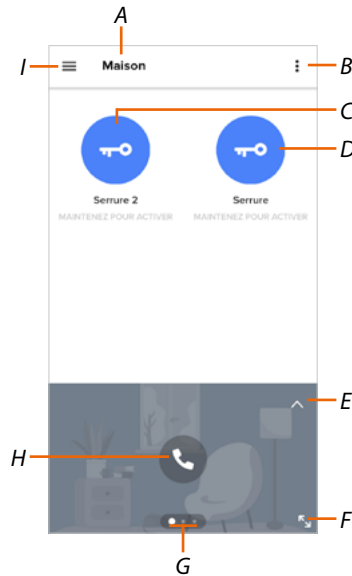 A
I Maison B
C
D
Serrure 2 Serrure
MAINTENEZ POUR ACTIVER MAINTENEZ POUR ACTIVER
E
H
F
G